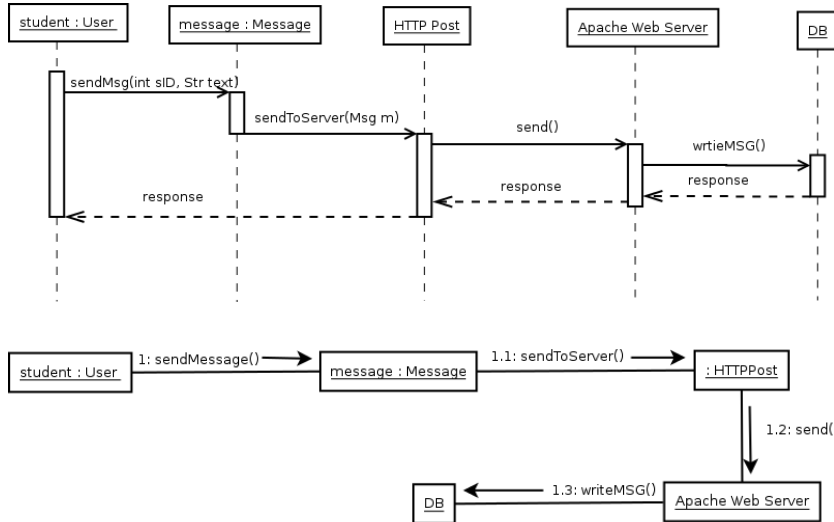 student : User
message : Message
HTTP Post
Apache Web Server
DB
sendMsg(int sID, Str text)
sendToServer(Msg m)
send()
wrtieMSG()
response
response
response
1: sendMessage()
1.1: sendToServer()
student : User
message : Message
: HTTPPost
1.2: send(
1.3: writeMSG()
DB
Apache Web Server